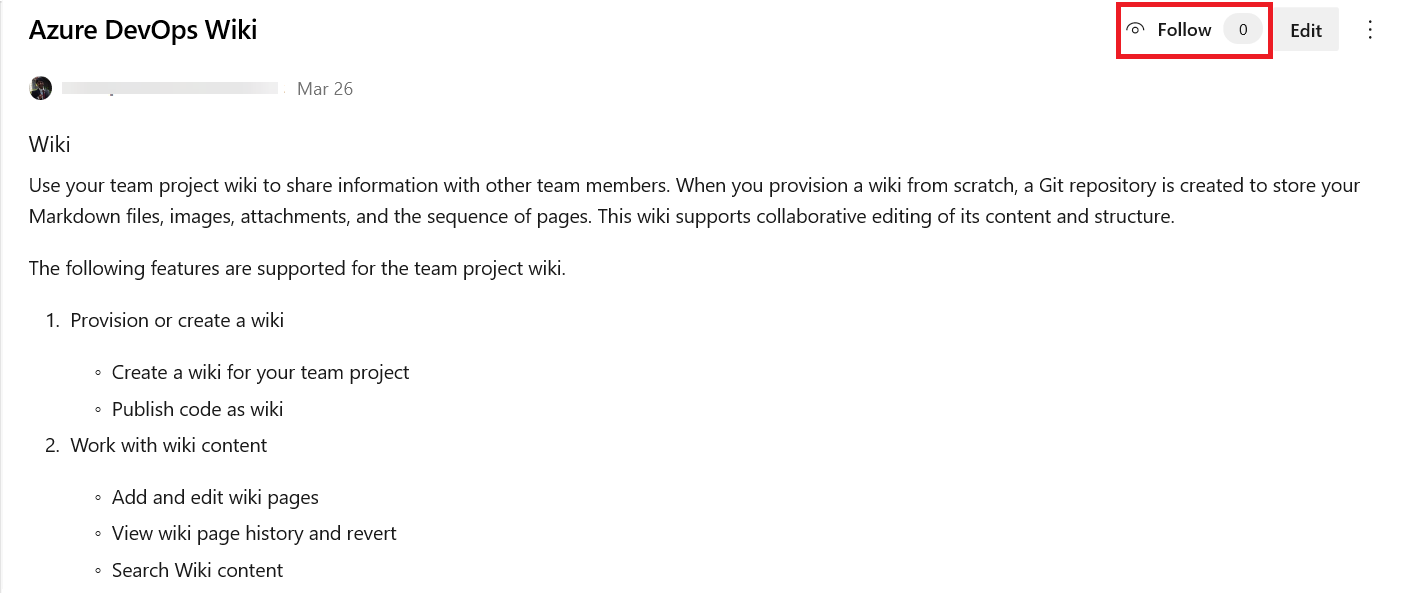 Azure DevOps Wiki
Follow 0 Edit
Mar 26
Wiki
Use your team project wiki to share information with other team members. When you provision a wiki from scratch, a Git repository is created to store your
Markdown files, images, attachments, and the sequence of pages. This wiki supports collaborative editing of its content and structure.
The following features are supported for the team project wiki.
1. Provision or create a wiki
◦ Create a wiki for your team project
◦ Publish code as wiki
2. Work with wiki content
◦ Add and edit wiki pages
◦ View wiki page history and revert
◦ Search Wiki content